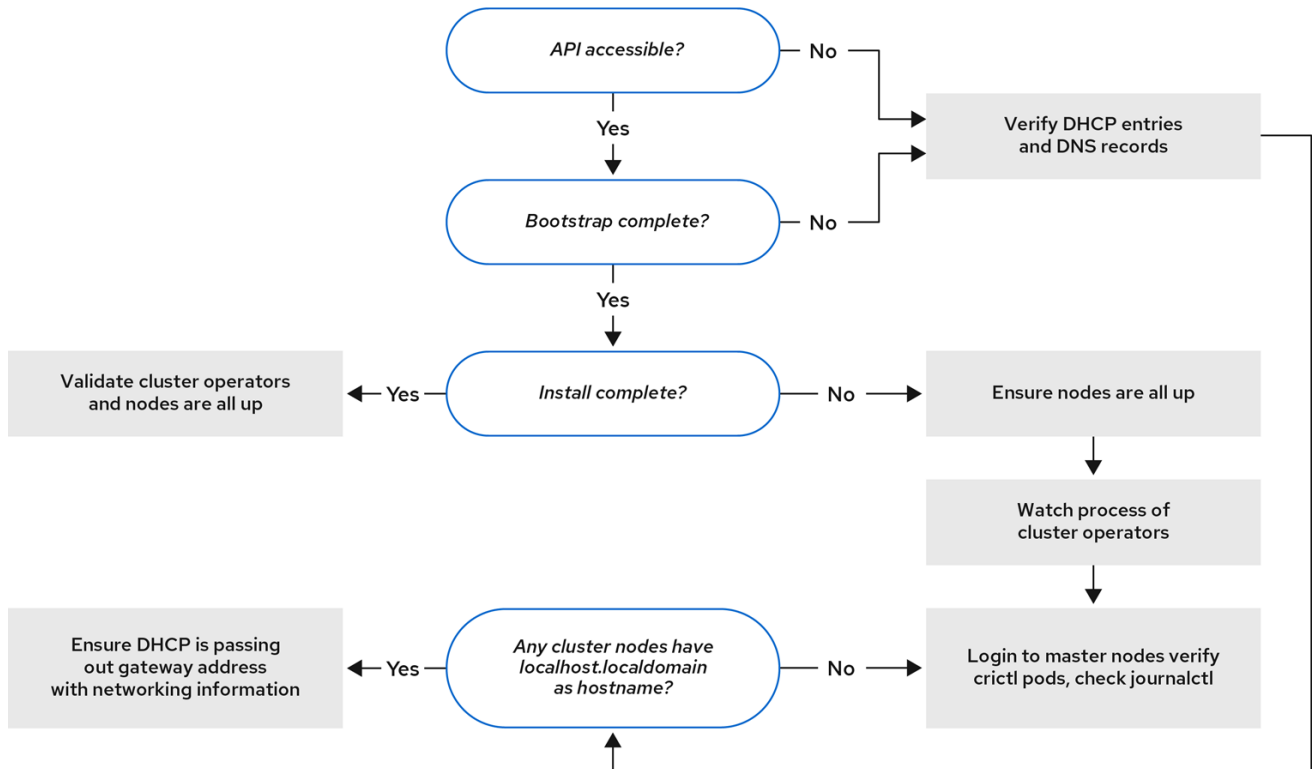 API accessible?
No
Verify DHCP entries
and DNS records
Yes
Bootstrap complete?
No
Yes
Validate cluster operators
and nodes are all up
Yes
Install complete?
No
Ensure nodes are all up
Watch process of
cluster operators
Ensure DHCP is passing
out gateway address
with networking information
Yes
Any cluster nodes have
localhost.localdomain
as hostname?
No
Login to master nodes verify
crictl pods, check journalctl